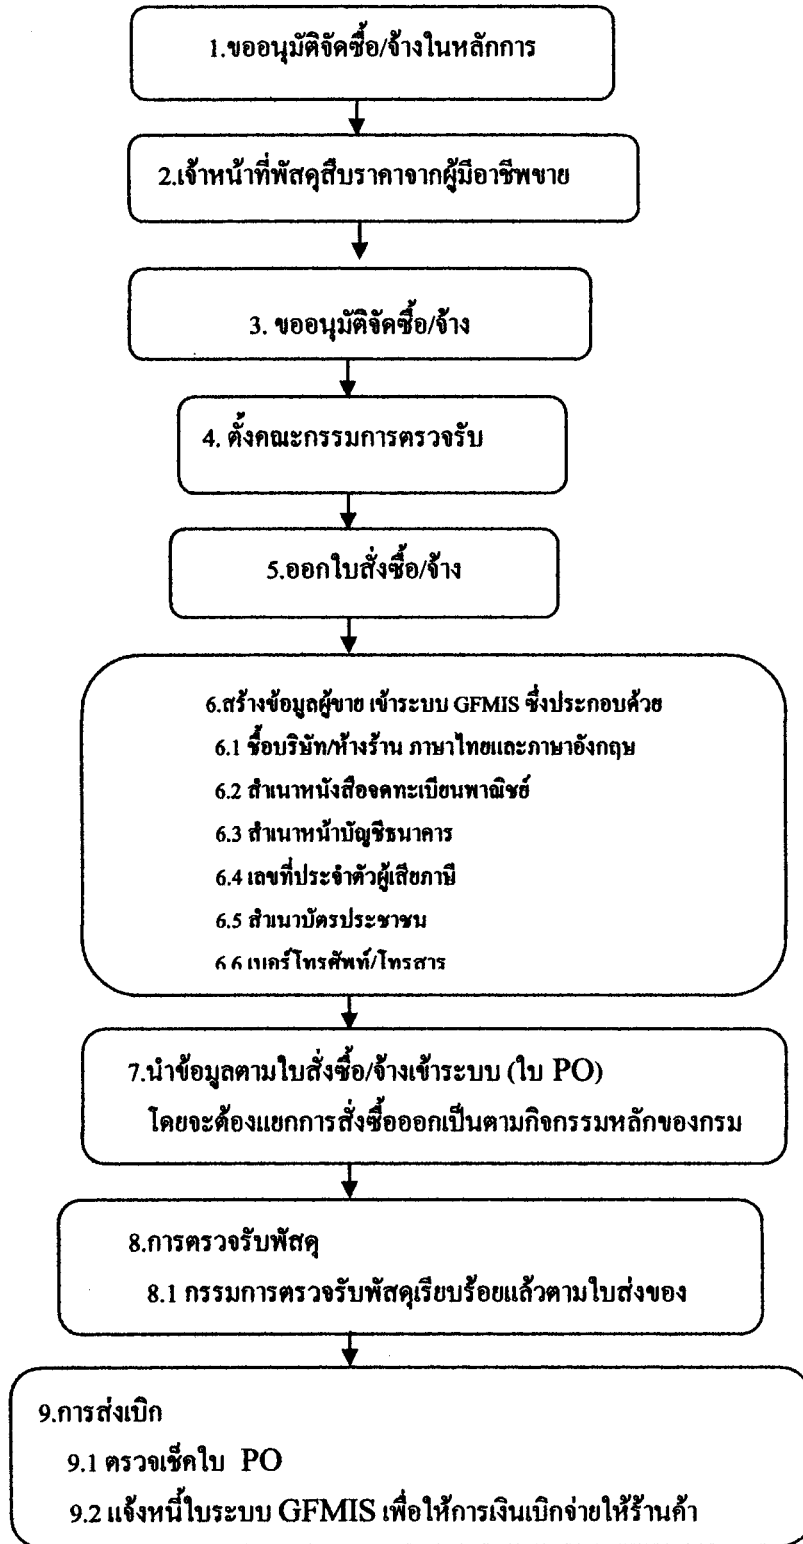 1.ขออนุมัติจัดซื้อ/จ้างในหลักการ
2.เจ้าหน้าที่พัสดุสืบราคาจากผู้มีอาชีพขาย
3. ขออนุมัติจัดซื้อ/จ้าง
4. ตั้งคณะกรรมการตรวจรับ
5.ออกใบสั่งซื้อ/จ้าง
6.สร้างข้อมูลผู้ขาย เข้าระบบ GFMIS ซึ่งประกอบด้วย
6.1 ชื่อบริษัท/ห้างร้าน ภาษาไทยและภาษาอังกฤษ
6.2 สำเนาหนังสือจดทะเบียนพาณิชย์
6.3 สำเนาหน้าบัญชีธนาคาร
6.4 เลขที่ประจำตัวผู้เสียภาษี
6.5 สำเนาบัตรประชาชน
6.6 เบอร์โทรศัพท์/โทรสาร
7.นำข้อมูลตามใบสั่งซื้อ/จ้างเข้าระบบ (ใบ PO)
โดยจะต้องแยกการสั่งซื้อออกเป็นตามกิจกรรมหลักของกรม
8.การตรวจรับพัสดุ
8.1 กรรมการตรวจรับพัสดุเรียบร้อยแล้วตามใบส่งของ
9.การส่งเบิก
9.1 ตรวจเช็คใบ PO
9.2 แจ้งหนี้ใบระบบ GFMIS เพื่อให้การเงินเบิกจ่ายให้ร้านค้า